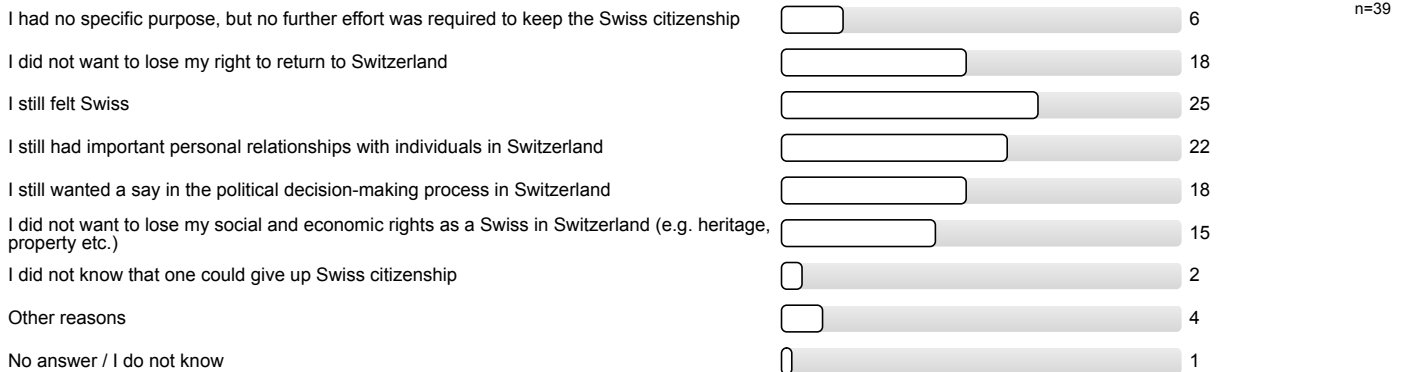 I had no specific purpose, but no further effort was required to keep the Swiss citizenship 6 n=39
I did not want to lose my right to return to Switzerland 18
I still felt Swiss 25
I still had important personal relationships with individuals in Switzerland 22
I still wanted a say in the political decision-making process in Switzerland 18
I did not want to lose my social and economic rights as a Swiss in Switzerland (e.g. heritage,
property etc.) 15
I did not know that one could give up Swiss citizenship 2
Other reasons 4
No answer / I do not know 1